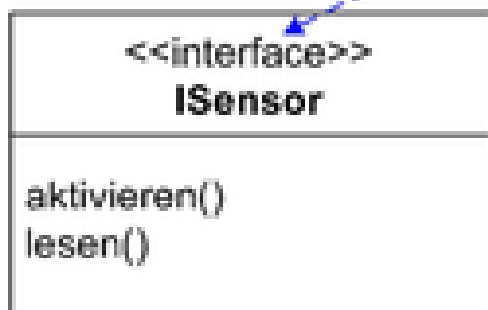 <<interface>>
ISensor
aktivieren()
lesen()